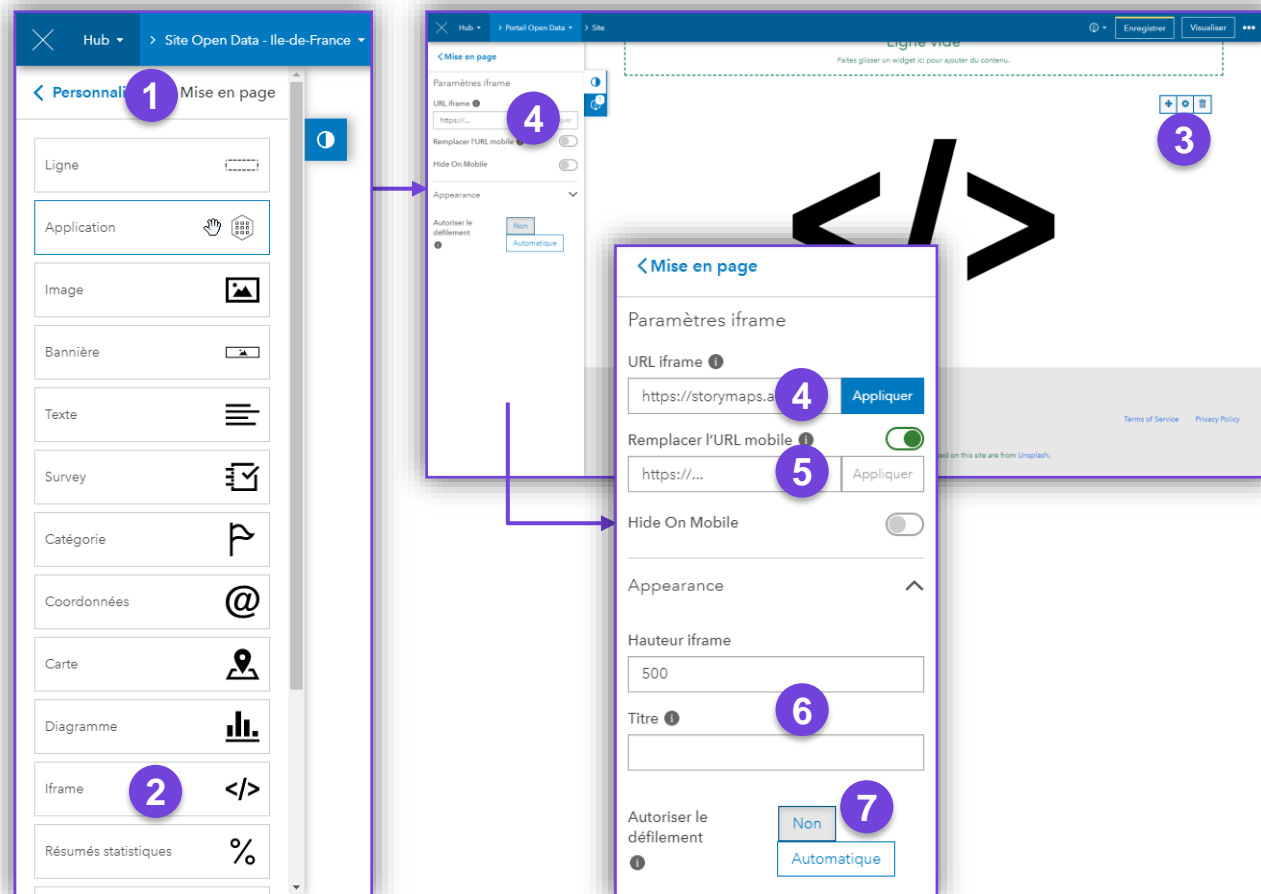 Hub
> Site Open Data - Ile-de-France
Personnali
1
Mise en page
Ligne
Application
Image
Bannière
Texte
Survey
Catégorie
Coordonnées
@
Carte
Diagramme
Iframe
2
</>
Résumés statistiques
%
Hub
> Portail Open Data
> Site
Enregistrer
Visualiser
Mise en page
Ligne vide
Faites glisser un widget ici pour ajouter du contenu.
Paramètres iframe
URL iframe
https://...
4
quer
Remplacer l'URL mobile
Hide On Mobile
Appearance
Autoriser le
défilement
Non
Automatique
3
</>
Terms of Service
Privacy Policy
ed on this site are from Unsplash.
Mise en page
Paramètres iframe
URL iframe
https://storymaps.a
4
Appliquer
Remplacer l'URL mobile
https://...
5
Appliquer
Hide On Mobile
Appearance
Hauteur iframe
500
6
Titre
7
Autoriser le
défilement
Non
Automatique